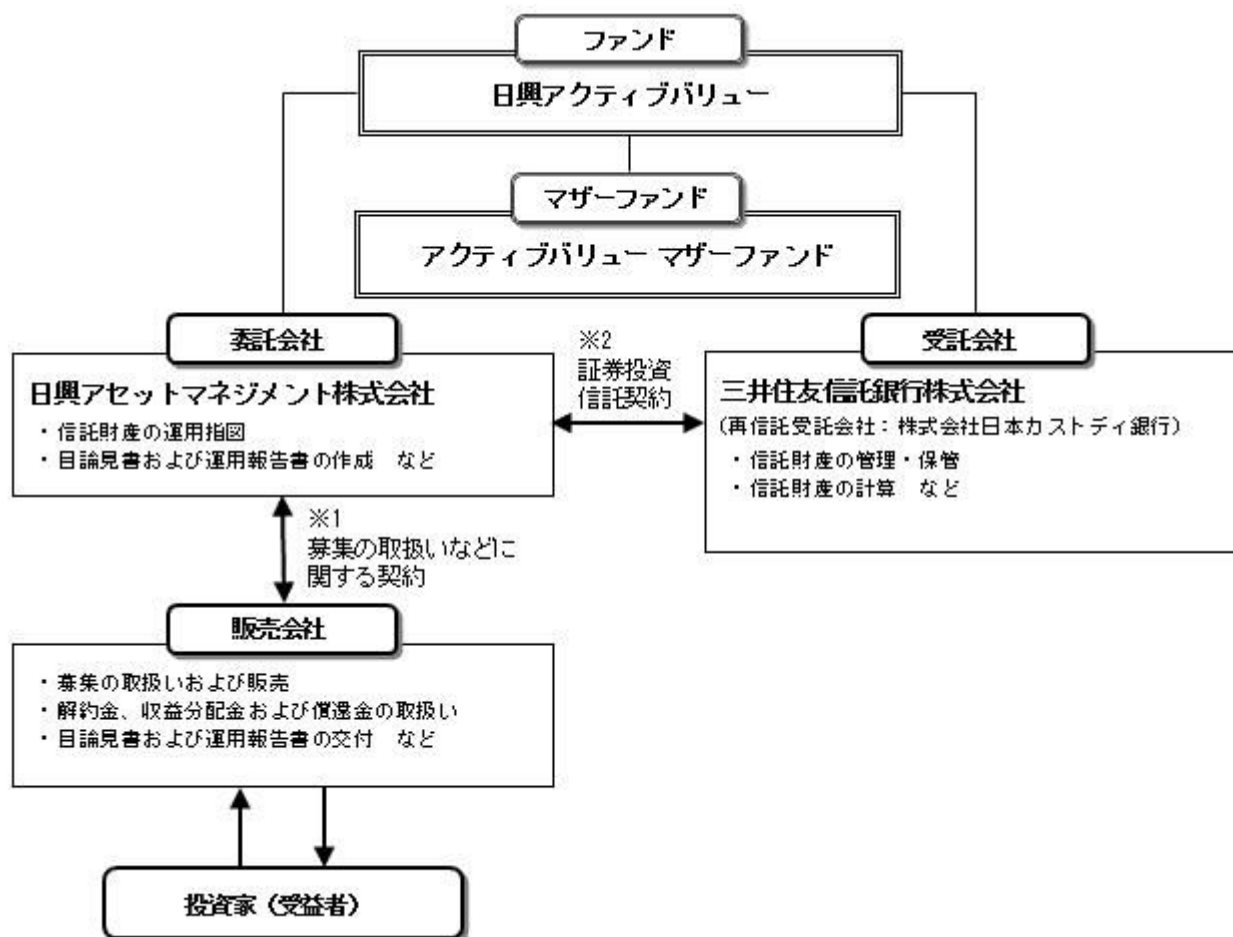 ファンド
日興アクティブバリュー
マザーファンド
アクティブバリュー マザーファンド
委託会社
日興アセットマネジメント株式会社
・信託財産の運用指図
・目論見書および運用報告書の作成 など
※2
証券投資
信託契約
受託会社
三井住友信託銀行株式会社
(再信託受託会社：株式会社日本カストディ銀行)
・信託財産の管理・保管
・信託財産の計算 など
※1
募集の取扱いなどに
関する契約
販売会社
・募集の取扱いおよび販売
・解約金、収益分配金および償還金の取扱い
・目論見書および運用報告書の交付 など
投資家（受益者）